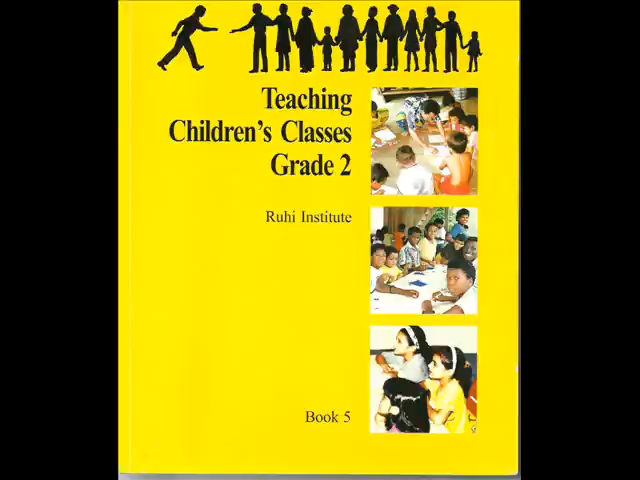 Teaching
Children's Classes
Grade 2
Ruhi Institute
Book 5